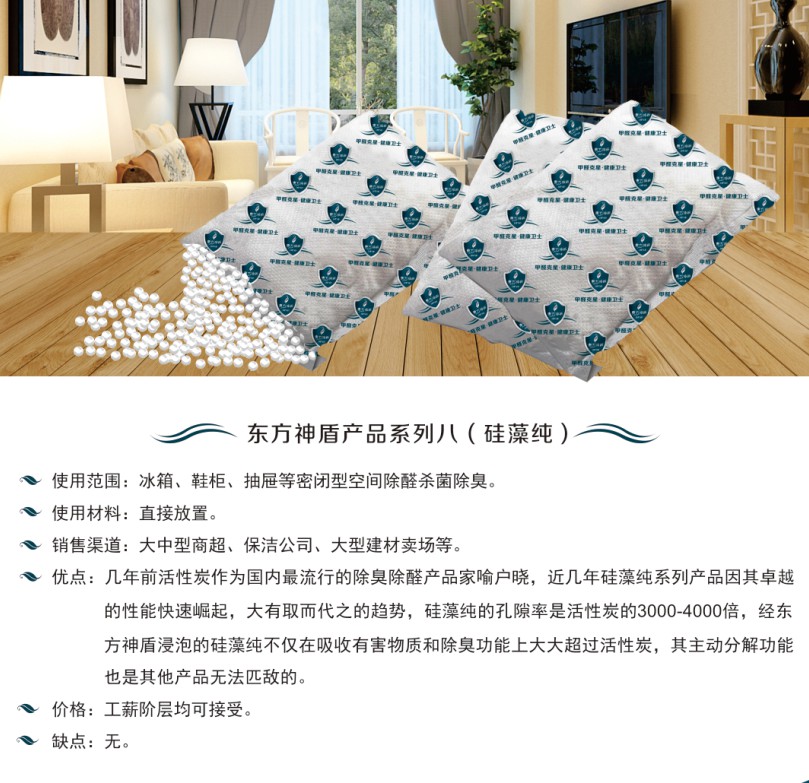 甲醛克星·健康卫士
东方神盾产品系列八（硅藻纯）
使用范围：冰箱、鞋柜、抽屉等密闭型空间除醛杀菌除臭。
使用材料：直接放置。
销售渠道：大中型商超、保洁公司、大型建材卖场等。
优点：几年前活性炭作为国内最流行的除臭除醛产品家喻户晓，近几年硅藻纯系列产品因其卓越
的性能快速崛起，大有取而代之的趋势，硅藻纯的孔隙率是活性炭的3000-4000倍，经东
方神盾浸泡的硅藻纯不仅在吸收有害物质和除臭功能上大大超过活性炭，其主动分解功能
也是其他产品无法匹敌的。
价格：工薪阶层均可接受。
缺点：无。